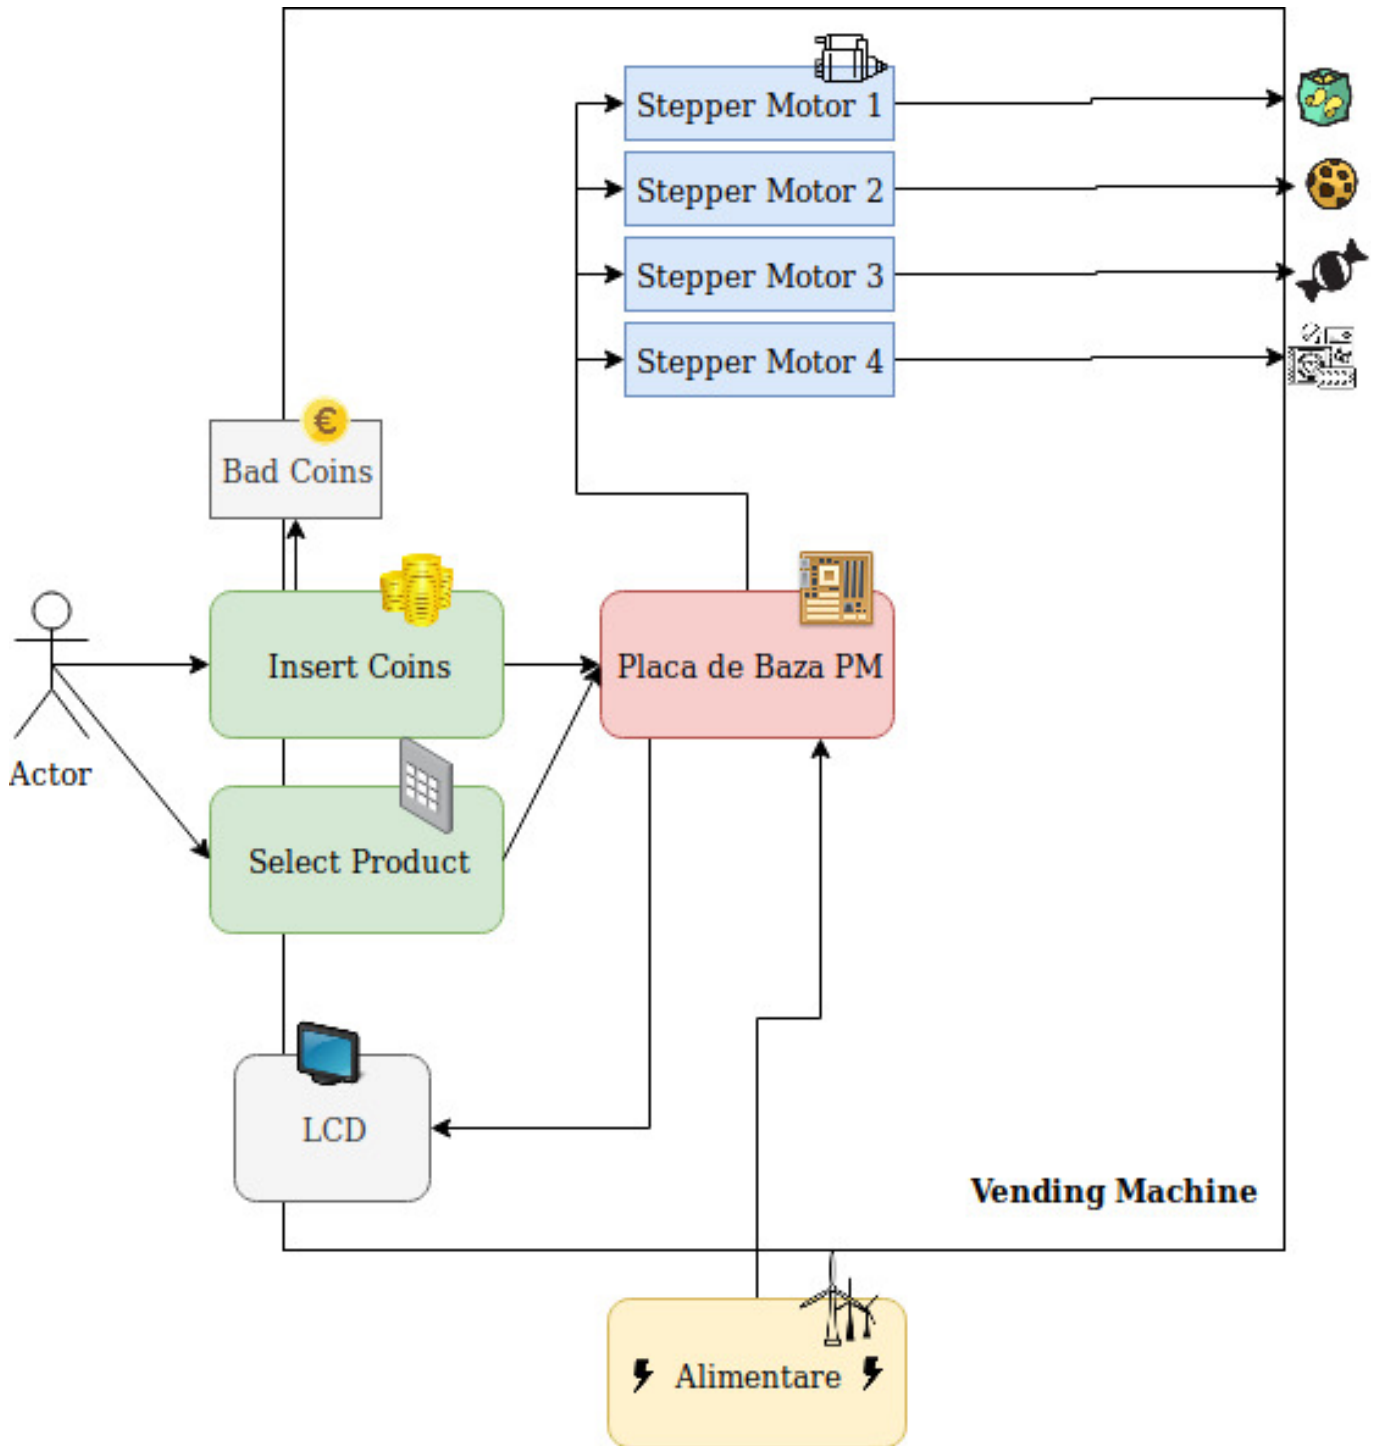 Stepper Motor 1
Stepper Motor 2
Stepper Motor 3
Stepper Motor 4
€
Bad Coins
Insert Coins
Placa de Baza PM
Actor
Select Product
LCD
Vending Machine
Alimentare